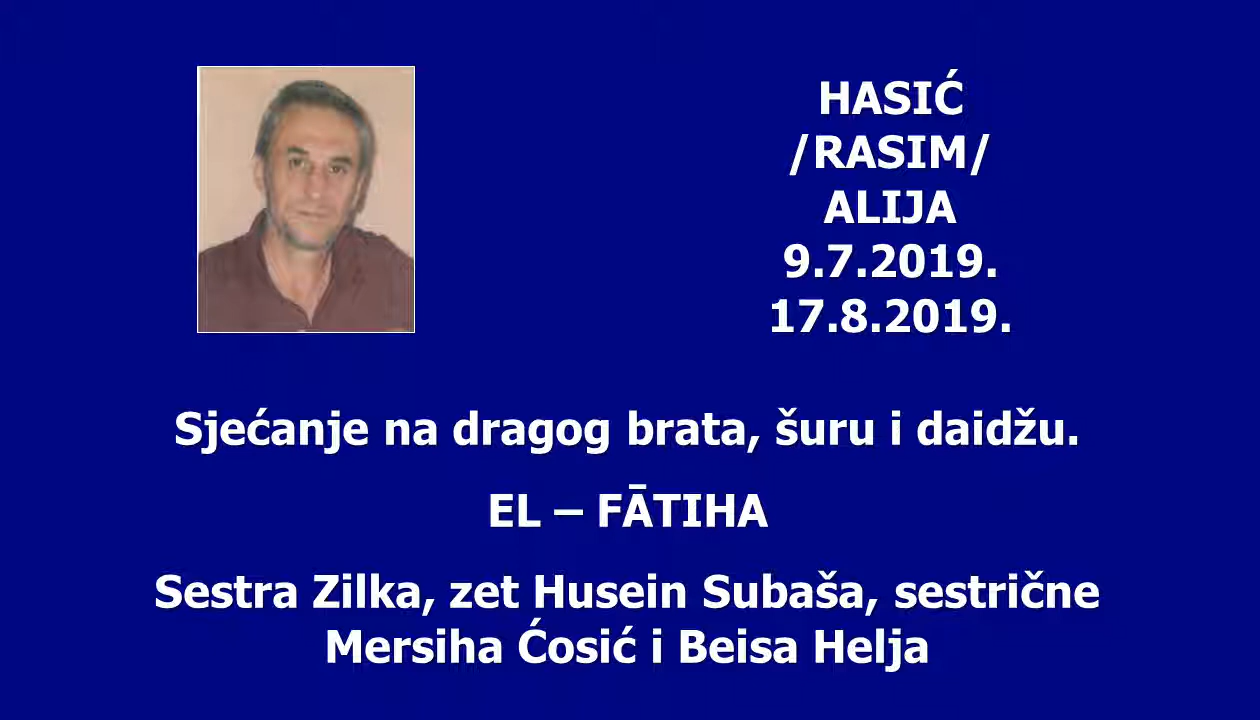 HASIĆ
/RASIM/
ALIJA
9.7.2019.
17.8.2019.
Sjećanje na dragog brata, šuru i daidžu.
EL – FĀTIHA
Sestra Zilka, zet Husein Subaša, sestrične
Mersiha Ćosić i Beisa Helja